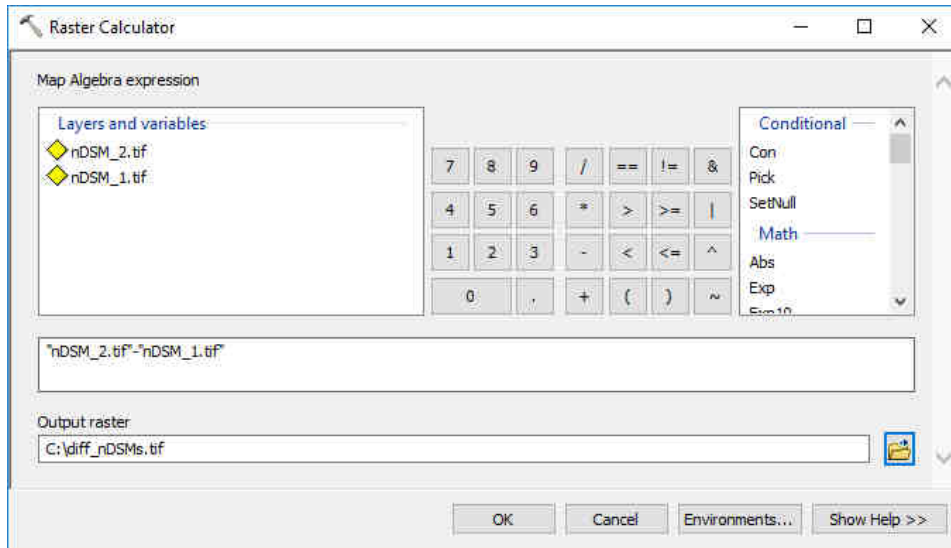 Raster Calculator
Map Algebra expression
Layers and variables
nDSM_2.tif
nDSM_1.tif
7 8 9 / == != &
4 5 6 * > >= |
1 2 3 - < <= ^
0 . + ( ) ~
Conditional
Con
Pick
SetNull
Math
Abs
Exp
Exp10
"nDSM_2.tif"-"nDSM_1.tif"
Output raster
C:\diff_nDSMs.tif
OK Cancel Environments... Show Help >>